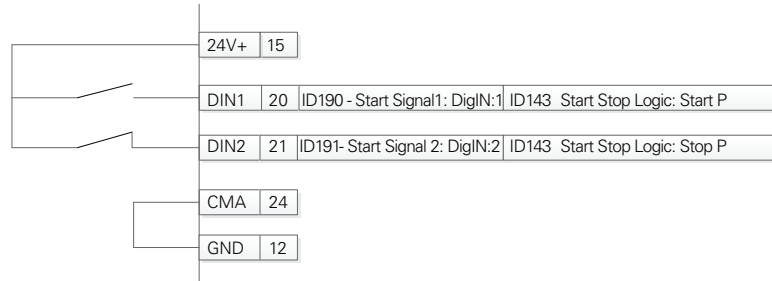 24V+ 15
DIN1 20 ID190 - Start Signal1: DigIN:1 ID143 Start Stop Logic: Start P
DIN2 21 ID191- Start Signal 2: DigIN:2 ID143 Start Stop Logic: Stop P
CMA 24
GND 12